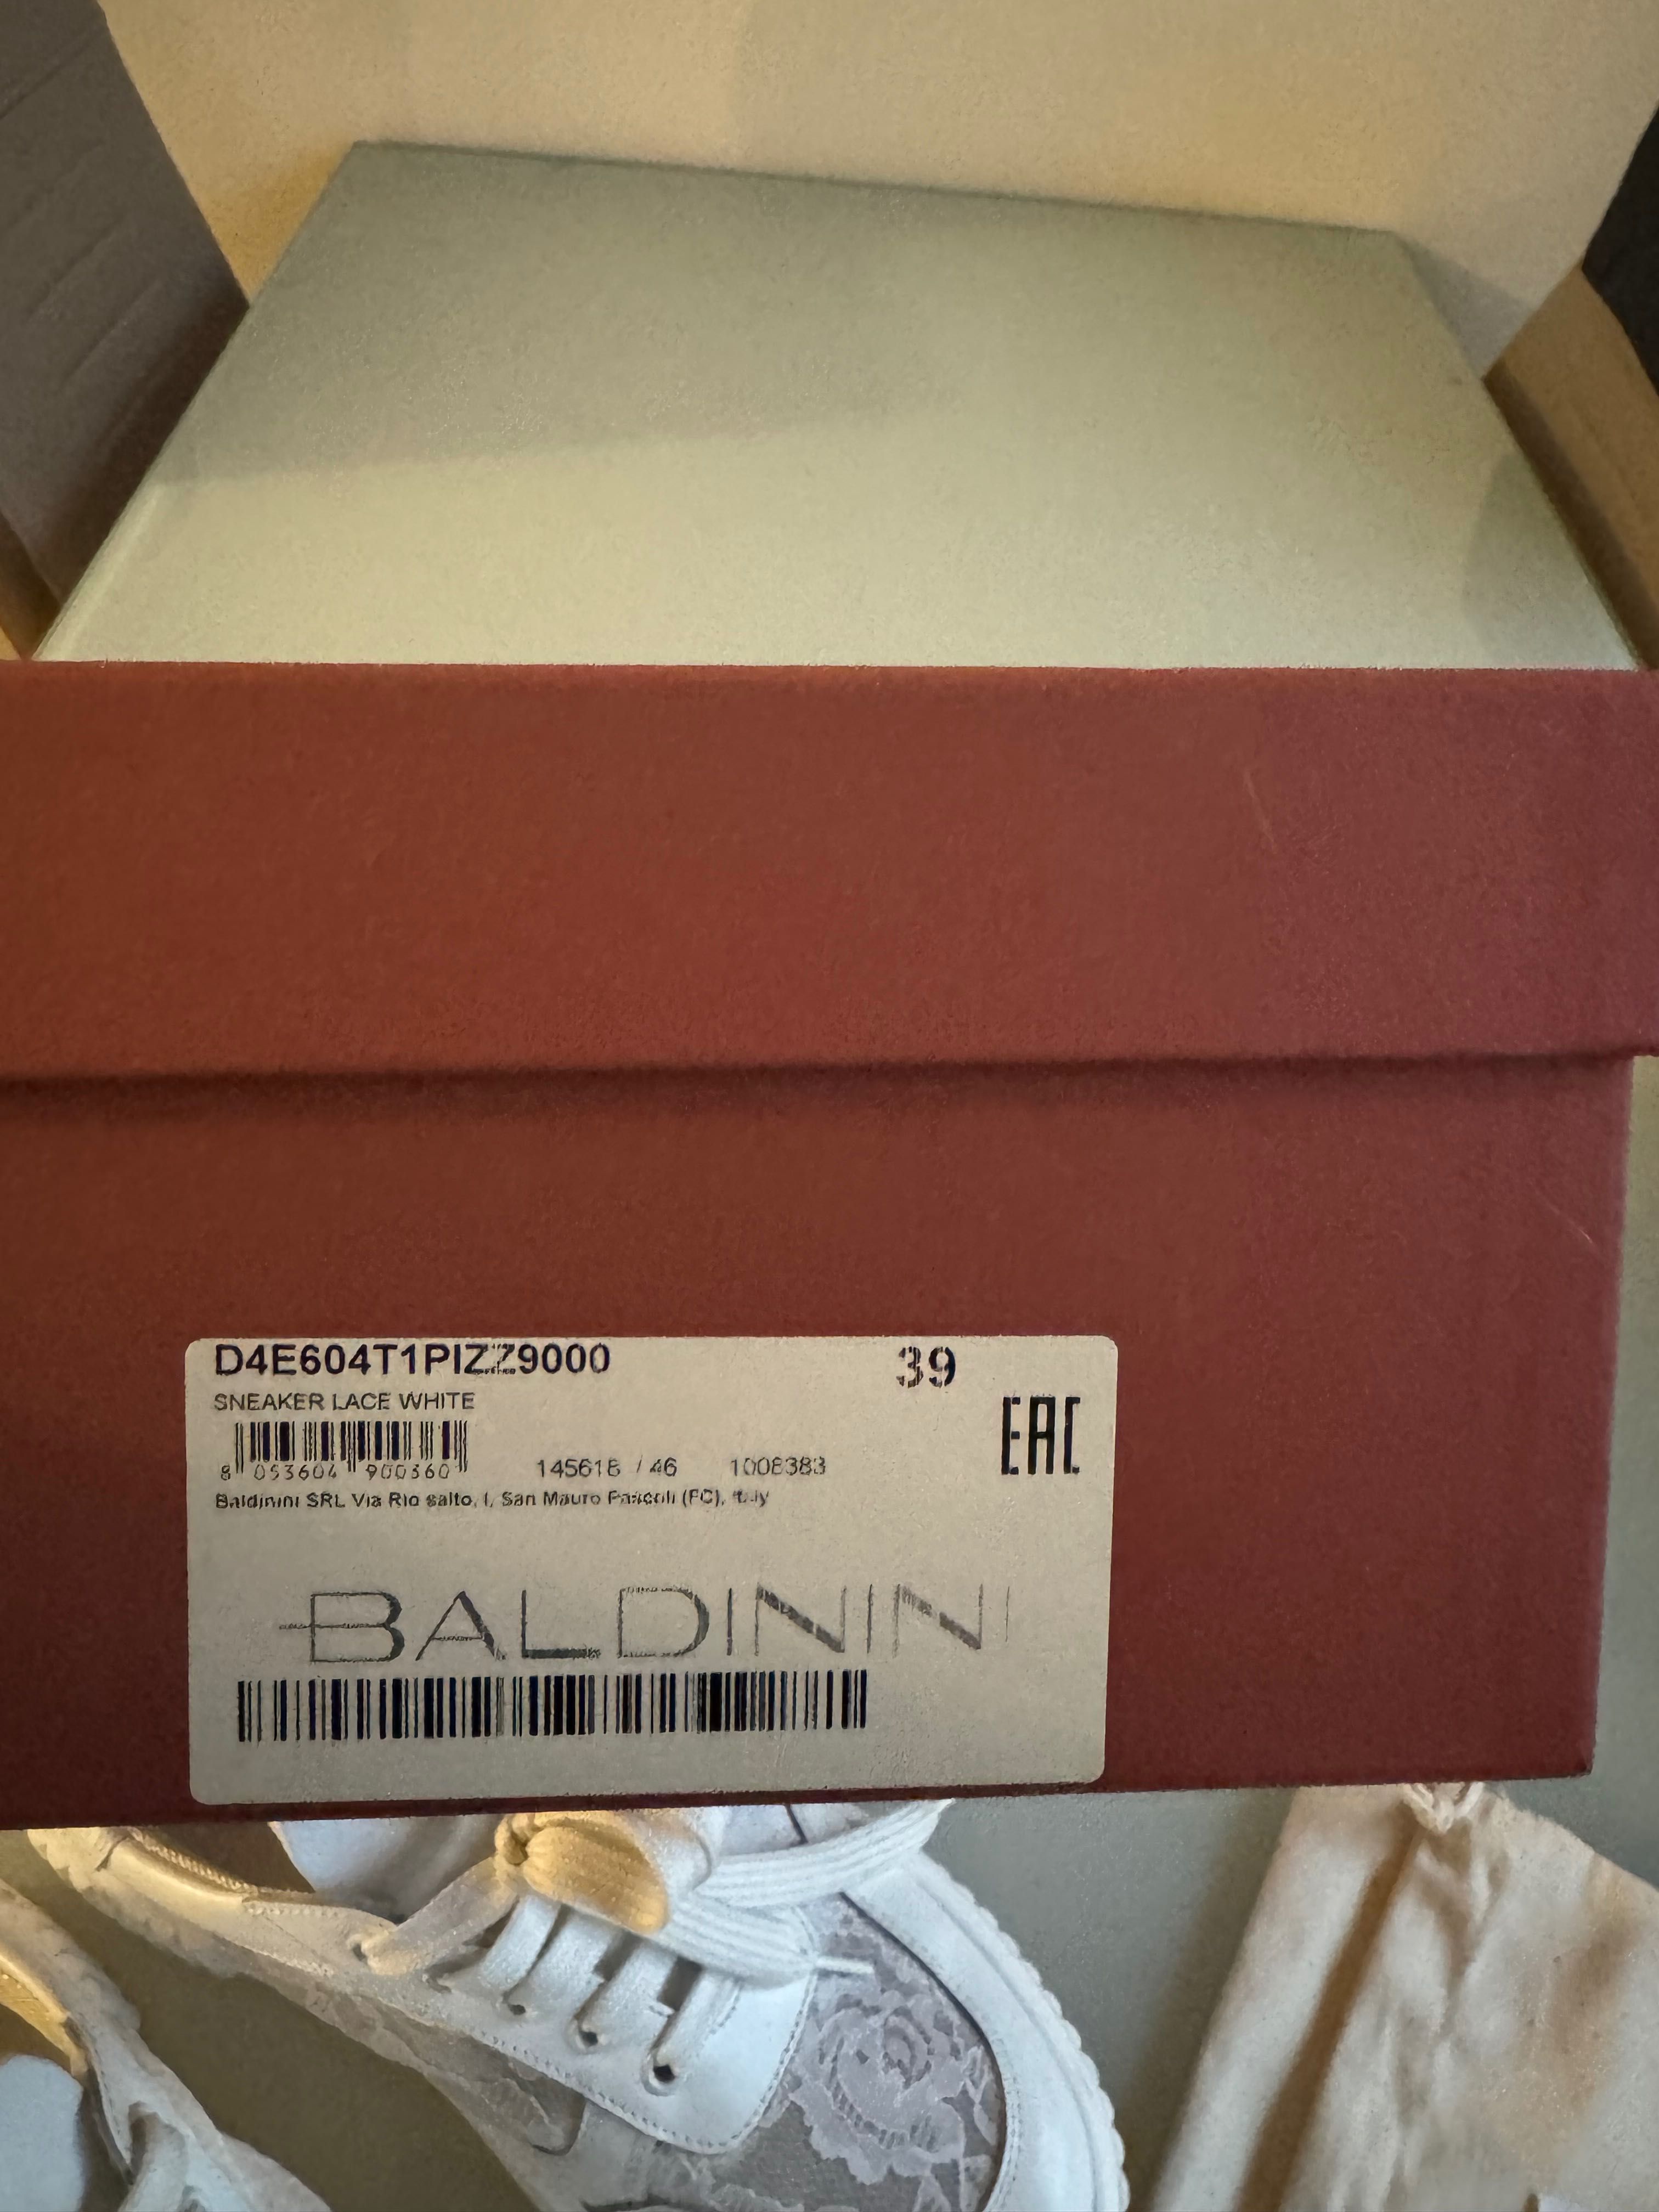 D4E604T1PIZZ9000 39
SNEAKER LACE WHITE
EAC
8 053604 900360 145618 / 46 1008383
Baldinini SRL Via Rio salto, I, San Mauro Pascoli (FC), Italy
BALDININI